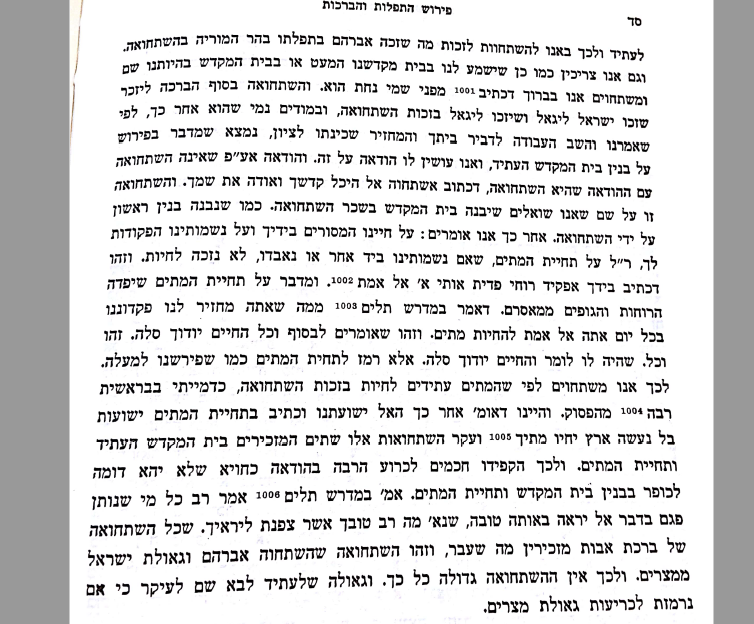 פירוש התפלות והברכות
סד
לעתיד ולכך באנו להשתחוות לזכות מה שזכה אברהם בתפלתו בהר המוריה בהשתחואה.
וגם אנו צריכין כמו כן שישמע לנו בבית מקדשנו המעט או בבית המקדש בהיותנו שם
ומשתחוים אנו בברוך דכתיב 1001 מפני שמי נחת הוא. והשתחואה בסוף הברכה ליזכר
שזכו ישראל ליגאל ושיזכו ליגאל בזכות השתחואה, ובמודים נמי שהוא אחר כך, לפי
שאמרנו והשב העבודה לדביר ביתך והמחזיר שכינתו לציון, נמצא שמדבר בפירוש
על בנין בית המקדש העתיד, ואנו עושין לו הודאה על זה. והודאה אע״פ שאינה השתחואה
עם ההודאה שהיא השתחואה, דכתוב אשתחוה אל היכל קדשך ואודה את שמך. והשתחואה
זו על שם שאנו שואלים שיבנה בית המקדש בשכר השתחואה. כמו שנבנה בנין ראשון
על ידי השתחואה. אחר כך אנו אומרים: על חיינו המסורים בידיך ועל נשמותינו הפקודות
לך, ר״ל על תחיית המתים, שאם נשמותינו ביד אחר או נאבדו, לא נזכה לחיות. וזהו
דכתיב בידך אפקיד רוחי פדית אותי א׳ אל אמת 1002. ומדבר על תחיית המתים שיפדה
הרוחות והגופים ממאסרם. דאמר במדרש תלים 1003 ממה שאתה מחזיר לנו פקדוננו
בכל יום אתה אל אמת להחיות מתים. וזהו שאומרים לבסוף וכל החיים יודוך סלה. זהו
וכל. שהיה לו לומר והחיים יודוך סלה. אלא רמז לתחית המתים כמו שפירשנו למעלה.
לכך אנו משתחוים לפי שהמתים עתידים לחיות בזכות השתחואה, כדמייתי בבראשית
רבה 1004 מהפסוק. והיינו דאומ׳ אחר כך האל ישועתנו וכתיב בתחיית המתים ישועות
בל נעשה ארץ יחיו מתיך 1005 ועקר השתחואות אלו שתים המזכירים בית המקדש העתיד
ותחיית המתים. ולכך הקפידו חכמים לכרוע הרבה בהודאה כחויא שלא יהא דומה
לכופר בבנין בית המקדש ותחיית המתים. אמ׳ במדרש תלים 1006 אמר רב כל מי שנותן
פגם בדבר אל יראה באותה טובה, שנא׳ מה רב טובך אשר צפנת ליראיך. שכל השתחואה
של ברכת אבות מזכירין מה שעבר, וזהו השתחואה שהשתחוה אברהם וגאולת ישראל
ממצרים. ולכך אין ההשתחואה גדולה כל כך. וגאולה שלעתיד לבא שם לעיקר כי אם
נרמזת לכריעות גאולת מצרים.